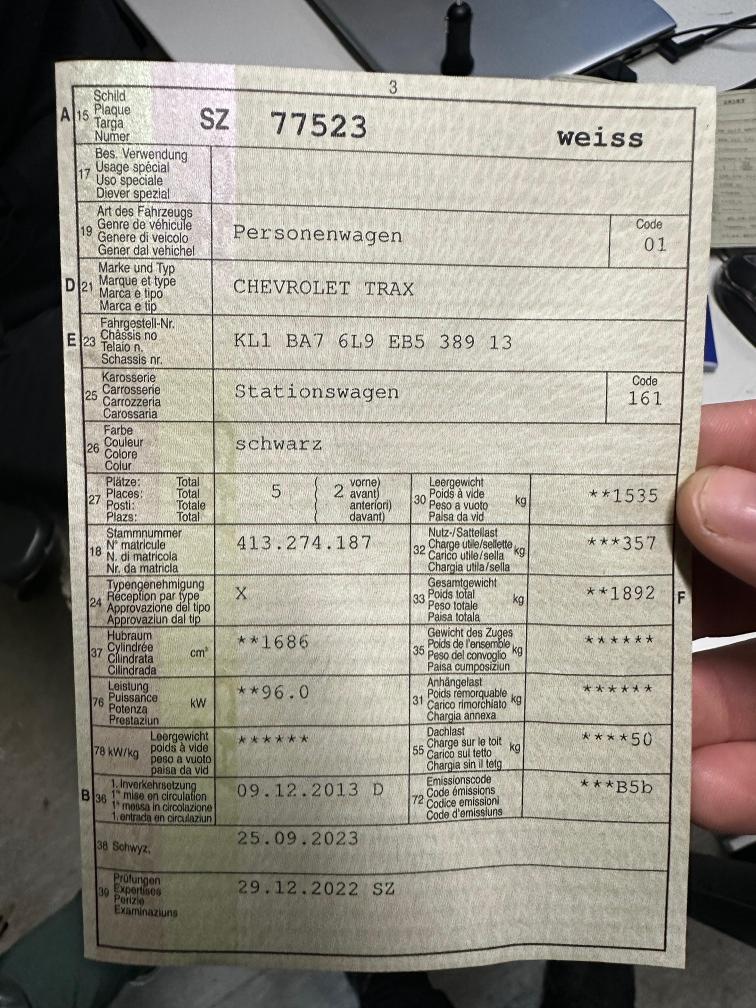 3
A 15 Schild Plaque Targa Numer SZ 77523 weiss
17 Bes. Verwendung Usage spécial Uso speciale Diever spezial
19 Art des Fahrzeugs Genre de véhicule Genere di veicolo Gener dal vehichel Personenwagen Code 01
D 21 Marke und Typ Marque et type Marca e tipo Marca e tip CHEVROLET TRAX
E 23 Fahrgestell-Nr. Châssis no Telaio n. Schassis nr. KL1 BA7 6L9 EB5 389 13
25 Karosserie Carrosserie Carrozzeria Carossaria Stationswagen Code 161
26 Farbe Couleur Colore Colur schwarz
27 Plätze: Total Places: Total Posti: Totale Plazs: Total 5 ( 2 vorne) avant) anteriori) davant)
30 Leergewicht Poids à vide Peso a vuoto Paisa da vid kg **1535
18 Stammnummer N° matricule N. di matricola Nr. da matricla 413.274.187
32 Nutz-/Sattellast Charge utile/sellette Carico utile/sella Chargia utila/sella kg ***357
24 Typengenehmigung Réception par type Approvazione del tipo Approvaziun dal tip X
33 Gesamtgewicht Poids total Peso totale Paisa totala kg **1892 F
37 Hubraum Cylindrée Cilindrata Cilindrada cm³ **1686
35 Gewicht des Zuges Poids de l'ensemble Peso del convoglio Paisa cumposiziun kg ******
76 Leistung Puissance Potenza Prestaziun kW **96.0
31 Anhängelast Poids remorquable Carico rimorchiato Chargia annexa kg ******
78 kW/kg Leergewicht poids à vide peso a vuoto paisa da vid ******
55 Dachlast Charge sur le toit Carico sul tetto Chargia sin il tetg kg ****50
B 36 1. Inverkehrsetzung 1re mise en circulation 1a messa in circolazione 1. entrada en circulaziun 09.12.2013 D
72 Emissionscode Code émissions Codice emissioni Code d'emissiuns ***B5b
38 Schwyz, 25.09.2023
39 Prüfungen Expertises Perizie Examinaziuns 29.12.2022 SZ